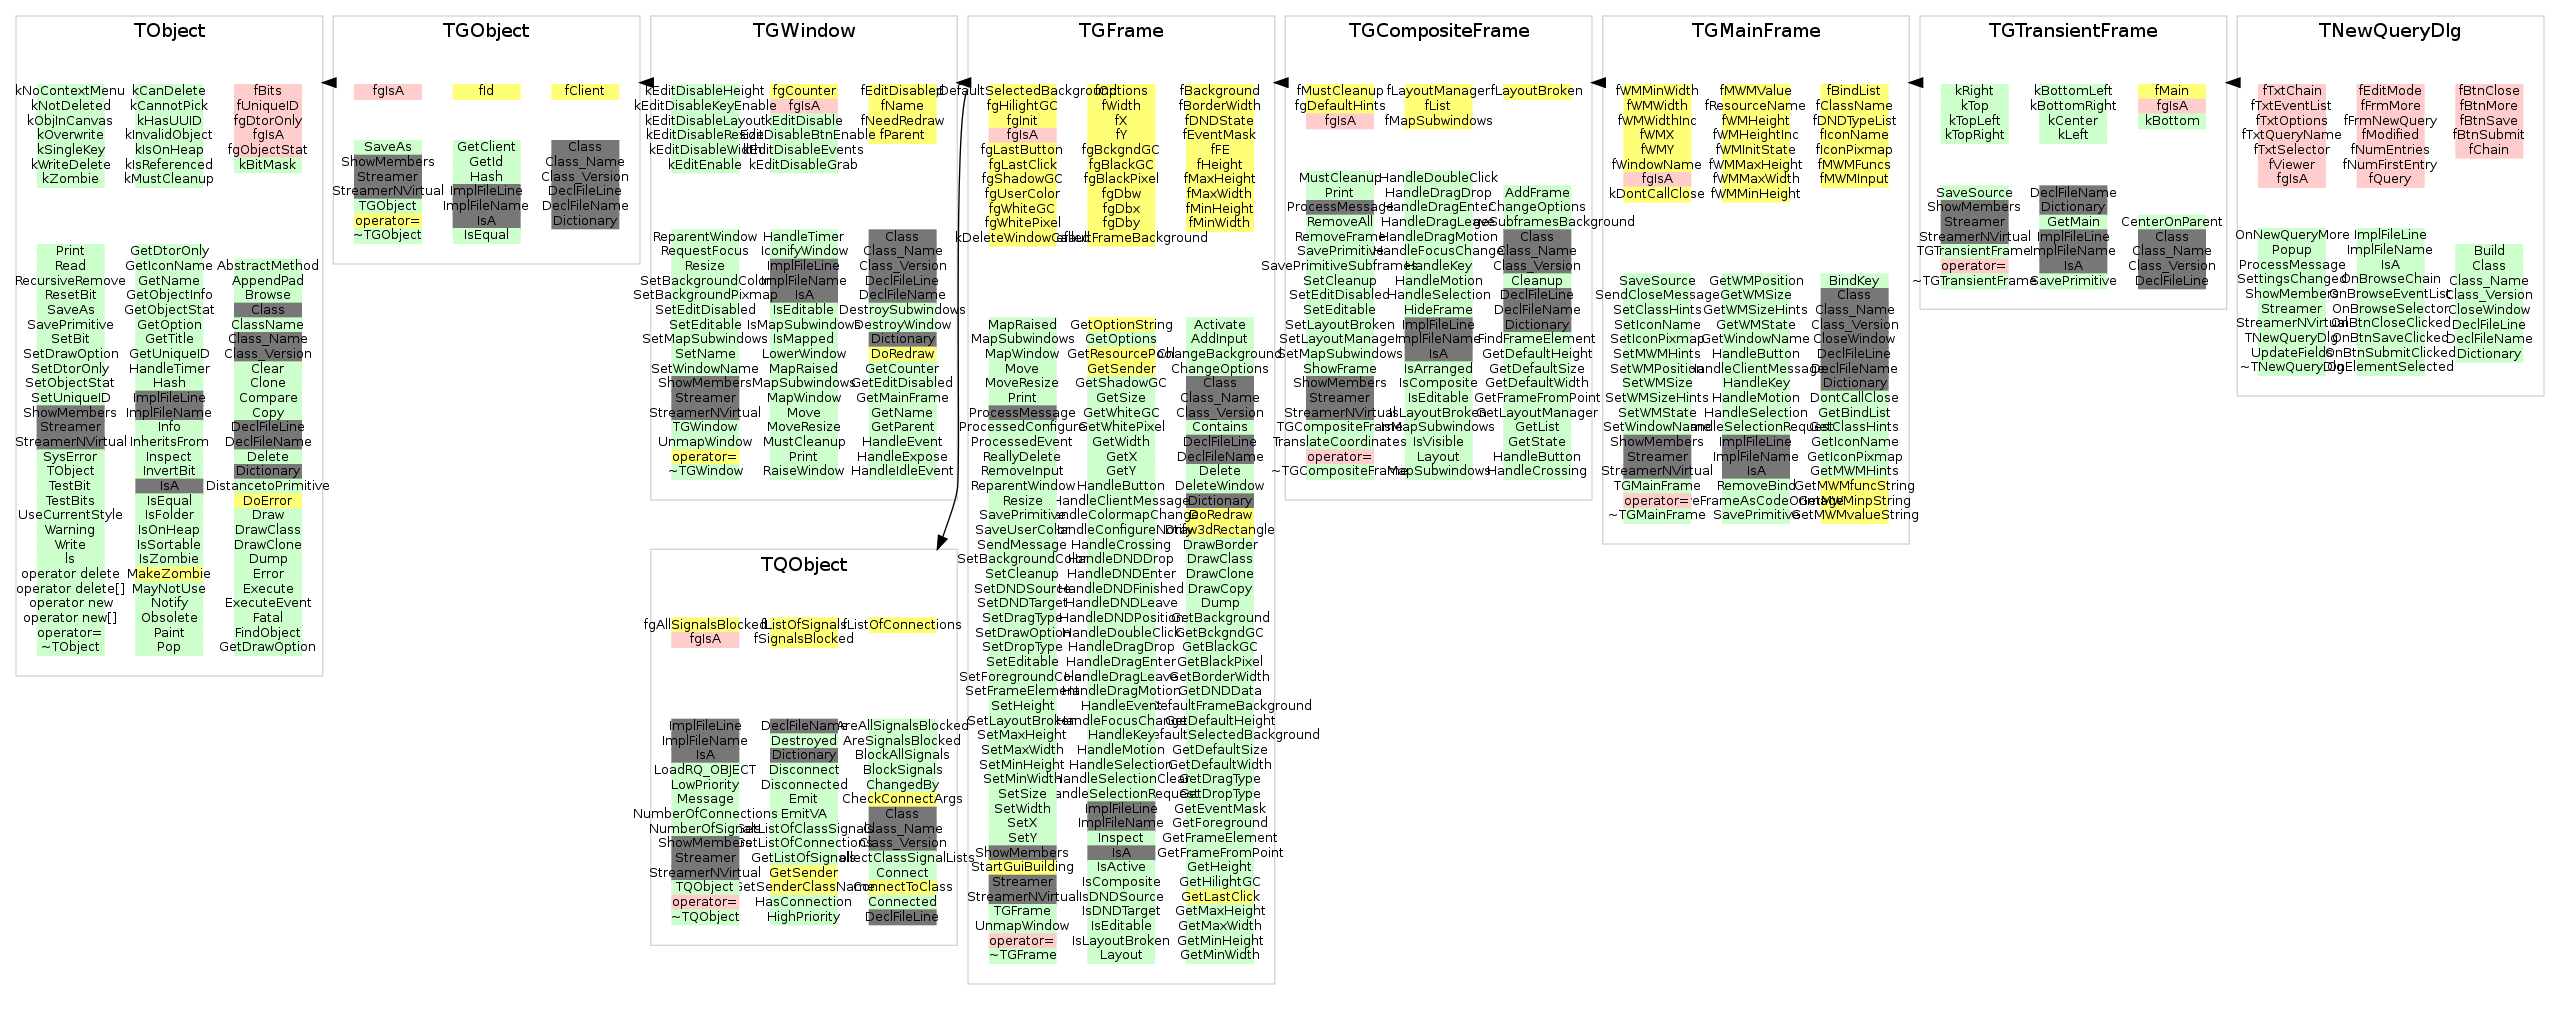 TObject
kNoContextMenu kCanDelete fBits
kNotDeleted kCannotPick fUniqueID
kObjInCanvas kHasUUID fgDtorOnly
kOverwrite kInvalidObject fgIsA
kSingleKey kIsOnHeap fgObjectStat
kWriteDelete kIsReferenced kBitMask
kZombie kMustCleanup
Print GetDtorOnly
Read GetIconName AbstractMethod
RecursiveRemove GetName AppendPad
ResetBit GetObjectInfo Browse
SaveAs GetObjectStat Class
SavePrimitive GetOption ClassName
SetBit GetTitle Class_Name
SetDrawOption GetUniqueID Class_Version
SetDtorOnly HandleTimer Clear
SetObjectStat Hash Clone
SetUniqueID ImplFileLine Compare
ShowMembers ImplFileName Copy
Streamer Info DeclFileLine
StreamerNVirtual InheritsFrom DeclFileName
SysError Inspect Delete
TObject InvertBit Dictionary
TestBit IsA DistancetoPrimitive
TestBits IsEqual DoError
UseCurrentStyle IsFolder Draw
Warning IsOnHeap DrawClass
Write IsSortable DrawClone
ls IsZombie Dump
operator delete MakeZombie Error
operator delete[] MayNotUse Execute
operator new Notify ExecuteEvent
operator new[] Obsolete Fatal
operator= Paint FindObject
~TObject Pop GetDrawOption
TGObject
fgIsA fId fClient
SaveAs GetClient Class
ShowMembers GetId Class_Name
Streamer Hash Class_Version
StreamerNVirtual ImplFileLine DeclFileLine
TGObject ImplFileName DeclFileName
operator= IsA Dictionary
~TGObject IsEqual
TGWindow
kEditDisableHeight fgCounter fEditDisabled
kEditDisableKeyEnable fgIsA fName
kEditDisableLayout kEditDisable fNeedRedraw
kEditDisableResize kEditDisableBtnEnable fParent
kEditDisableWidth kEditDisableEvents
kEditEnable kEditDisableGrab
ReparentWindow HandleTimer Class
RequestFocus IconifyWindow Class_Name
Resize ImplFileLine Class_Version
SetBackgroundColor ImplFileName DeclFileLine
SetBackgroundPixmap IsA DeclFileName
SetEditDisabled IsEditable DestroySubwindows
SetEditable IsMapSubwindows DestroyWindow
SetMapSubwindows IsMapped Dictionary
SetName LowerWindow DoRedraw
SetWindowName MapRaised GetCounter
ShowMembers MapSubwindows GetEditDisabled
Streamer MapWindow GetMainFrame
StreamerNVirtual Move GetName
TGWindow MoveResize GetParent
UnmapWindow MustCleanup HandleEvent
operator= Print HandleExpose
~TGWindow RaiseWindow HandleIdleEvent
TQObject
fgAllSignalsBlocked fListOfSignals fListOfConnections
fgIsA fSignalsBlocked
ImplFileLine DeclFileName AreAllSignalsBlocked
ImplFileName Destroyed AreSignalsBlocked
IsA Dictionary BlockAllSignals
LoadRQ_OBJECT Disconnect BlockSignals
LowPriority Disconnected ChangedBy
Message Emit CheckConnectArgs
NumberOfConnections EmitVA Class
NumberOfSignals GetListOfClassSignals Class_Name
ShowMembers GetListOfConnections Class_Version
Streamer GetListOfSignals ollectClassSignalLists
StreamerNVirtual GetSender Connect
TQObject GetSenderClassName ConnectToClass
operator= HasConnection Connected
~TQObject HighPriority DeclFileLine
TGFrame
fgDefaultSelectedBackground fOptions fBackground
fgHilightGC fWidth fBorderWidth
fgInit fX fDNDState
fgIsA fY fEventMask
fgLastButton fgBckgndGC fFE
fgLastClick fgBlackGC fHeight
fgShadowGC fgBlackPixel fMaxHeight
fgUserColor fgDbw fMaxWidth
fgWhiteGC fgDbx fMinHeight
fgWhitePixel fgDby fMinWidth
kDeleteWindowCalled efaultFrameBackground
MapRaised GetOptionString Activate
MapSubwindows GetOptions AddInput
MapWindow GetResourcePool ChangeBackground
Move GetSender ChangeOptions
MoveResize GetShadowGC Class
Print GetSize Class_Name
ProcessMessage GetWhiteGC Class_Version
ProcessedConfigure GetWhitePixel Contains
ProcessedEvent GetWidth DeclFileLine
ReallyDelete GetX DeclFileName
RemoveInput GetY Delete
ReparentWindow HandleButton DeleteWindow
Resize HandleClientMessage Dictionary
SavePrimitive HandleColormapChange DoRedraw
SaveUserColor HandleConfigureNotify Draw3dRectangle
SendMessage HandleCrossing DrawBorder
SetBackgroundColor HandleDNDDrop DrawClass
SetCleanup HandleDNDEnter DrawClone
SetDNDSource HandleDNDFinished DrawCopy
SetDNDTarget HandleDNDLeave Dump
SetDragType HandleDNDPosition GetBackground
SetDrawOption HandleDoubleClick GetBckgndGC
SetDropType HandleDragDrop GetBlackGC
SetEditable HandleDragEnter GetBlackPixel
SetForegroundColor HandleDragLeave GetBorderWidth
SetFrameElement HandleDragMotion GetDNDData
SetHeight HandleEvent efaultFrameBackground
SetLayoutBroken HandleFocusChange GetDefaultHeight
SetMaxHeight HandleKey efaultSelectedBackground
SetMaxWidth HandleMotion GetDefaultSize
SetMinHeight HandleSelection GetDefaultWidth
SetMinWidth HandleSelectionClear GetDragType
SetSize andleSelectionRequest GetDropType
SetWidth ImplFileLine GetEventMask
SetX ImplFileName GetForeground
SetY Inspect GetFrameElement
ShowMembers IsA GetFrameFromPoint
StartGuiBuilding IsActive GetHeight
Streamer IsComposite GetHilightGC
StreamerNVirtual IsDNDSource GetLastClick
TGFrame IsDNDTarget GetMaxHeight
UnmapWindow IsEditable GetMaxWidth
operator= IsLayoutBroken GetMinHeight
~TGFrame Layout GetMinWidth
TGCompositeFrame
fMustCleanup fLayoutManager fLayoutBroken
fgDefaultHints fList
fgIsA fMapSubwindows
MustCleanup HandleDoubleClick
Print HandleDragDrop AddFrame
ProcessMessage HandleDragEnter ChangeOptions
RemoveAll HandleDragLeave geSubframesBackground
RemoveFrame HandleDragMotion Class
SavePrimitive HandleFocusChange Class_Name
SavePrimitiveSubframes HandleKey Class_Version
SetCleanup HandleMotion Cleanup
SetEditDisabled HandleSelection DeclFileLine
SetEditable HideFrame DeclFileName
SetLayoutBroken ImplFileLine Dictionary
SetLayoutManager ImplFileName FindFrameElement
SetMapSubwindows IsA GetDefaultHeight
ShowFrame IsArranged GetDefaultSize
ShowMembers IsComposite GetDefaultWidth
Streamer IsEditable GetFrameFromPoint
StreamerNVirtual IsLayoutBroken GetLayoutManager
TGCompositeFrame IsMapSubwindows GetList
TranslateCoordinates IsVisible GetState
operator= Layout HandleButton
~TGCompositeFrame MapSubwindows HandleCrossing
TGMainFrame
fWMMinWidth fMWMValue fBindList
fWMWidth fResourceName fClassName
fWMWidthInc fWMHeight fDNDTypeList
fWMX fWMHeightInc fIconName
fWMY fWMInitState fIconPixmap
fWindowName fWMMaxHeight fMWMFuncs
fgIsA fWMMaxWidth fMWMInput
kDontCallClose fWMMinHeight
SaveSource GetWMPosition BindKey
SendCloseMessage GetWMSize Class
SetClassHints GetWMSizeHints Class_Name
SetIconName GetWMState Class_Version
SetIconPixmap GetWindowName CloseWindow
SetMWMHints HandleButton DeclFileLine
SetWMPosition HandleClientMessage DeclFileName
SetWMSize HandleKey Dictionary
SetWMSizeHints HandleMotion DontCallClose
SetWMState HandleSelection GetBindList
SetWindowName andleSelectionRequest GetClassHints
ShowMembers ImplFileLine GetIconName
Streamer ImplFileName GetIconPixmap
StreamerNVirtual IsA GetMWMHints
TGMainFrame RemoveBind GetMWMfuncString
operator= eFrameAsCodeOrImage GetMWMinpString
~TGMainFrame SavePrimitive GetMWMvalueString
TGTransientFrame
kRight kBottomLeft fMain
kTop kBottomRight fgIsA
kTopLeft kCenter kBottom
kTopRight kLeft
SaveSource DeclFileName
ShowMembers Dictionary
Streamer GetMain CenterOnParent
StreamerNVirtual ImplFileLine Class
TGTransientFrame ImplFileName Class_Name
operator= IsA Class_Version
~TGTransientFrame SavePrimitive DeclFileLine
TNewQueryDlg
fTxtChain fEditMode fBtnClose
fTxtEventList fFrmMore fBtnMore
fTxtOptions fFrmNewQuery fBtnSave
fTxtQueryName fModified fBtnSubmit
fTxtSelector fNumEntries fChain
fViewer fNumFirstEntry
fgIsA fQuery
OnNewQueryMore ImplFileLine
Popup ImplFileName Build
ProcessMessage IsA Class
SettingsChanged OnBrowseChain Class_Name
ShowMembers OnBrowseEventList Class_Version
Streamer OnBrowseSelector CloseWindow
StreamerNVirtual OnBtnCloseClicked DeclFileLine
TNewQueryDlg OnBtnSaveClicked DeclFileName
UpdateFields OnBtnSubmitClicked Dictionary
~TNewQueryDlg OnElementSelected